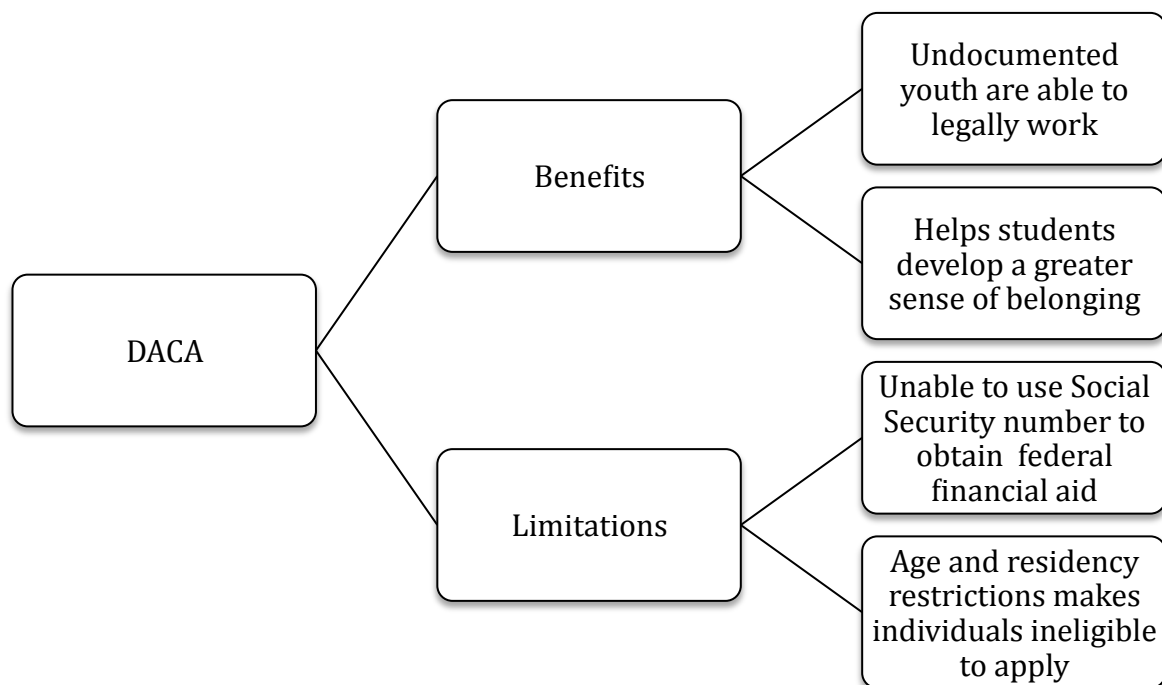 DACA
Benefits
Undocumented
youth are able to
legally work
Helps students
develop a greater
sense of belonging
Limitations
Unable to use Social
Security number to
obtain  federal
financial aid
Age and residency
restrictions makes
individuals ineligible
to apply